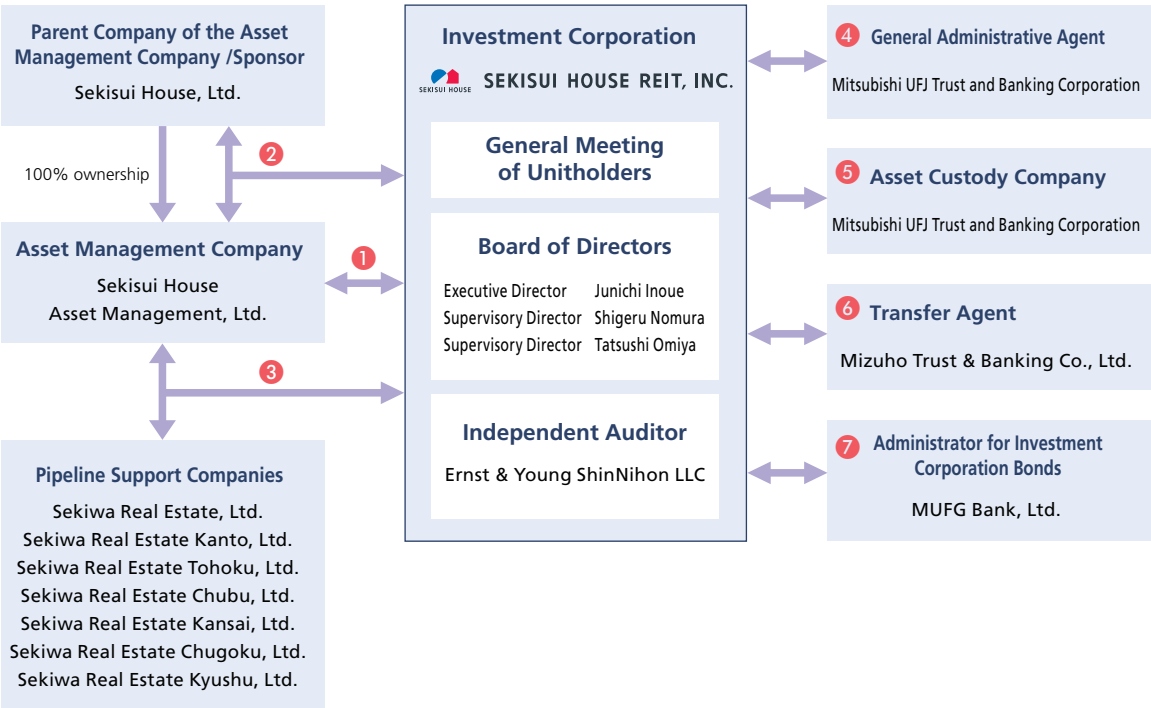 Parent Company of the Asset
Management Company /Sponsor
Sekisui House, Ltd.
100% ownership
2
Asset Management Company
Sekisui House
Asset Management, Ltd.
1
3
Pipeline Support Companies
Sekiwa Real Estate, Ltd.
Sekiwa Real Estate Kanto, Ltd.
Sekiwa Real Estate Tohoku, Ltd.
Sekiwa Real Estate Chubu, Ltd.
Sekiwa Real Estate Kansai, Ltd.
Sekiwa Real Estate Chugoku, Ltd.
Sekiwa Real Estate Kyushu, Ltd.
Investment Corporation
SEKISUI HOUSE SEKISUI HOUSE REIT, INC.
General Meeting
of Unitholders
Board of Directors
Executive Director Junichi Inoue
Supervisory Director Shigeru Nomura
Supervisory Director Tatsushi Omiya
Independent Auditor
Ernst & Young ShinNihon LLC
4 General Administrative Agent
Mitsubishi UFJ Trust and Banking Corporation
5 Asset Custody Company
Mitsubishi UFJ Trust and Banking Corporation
6 Transfer Agent
Mizuho Trust & Banking Co., Ltd.
7 Administrator for Investment
Corporation Bonds
MUFG Bank, Ltd.